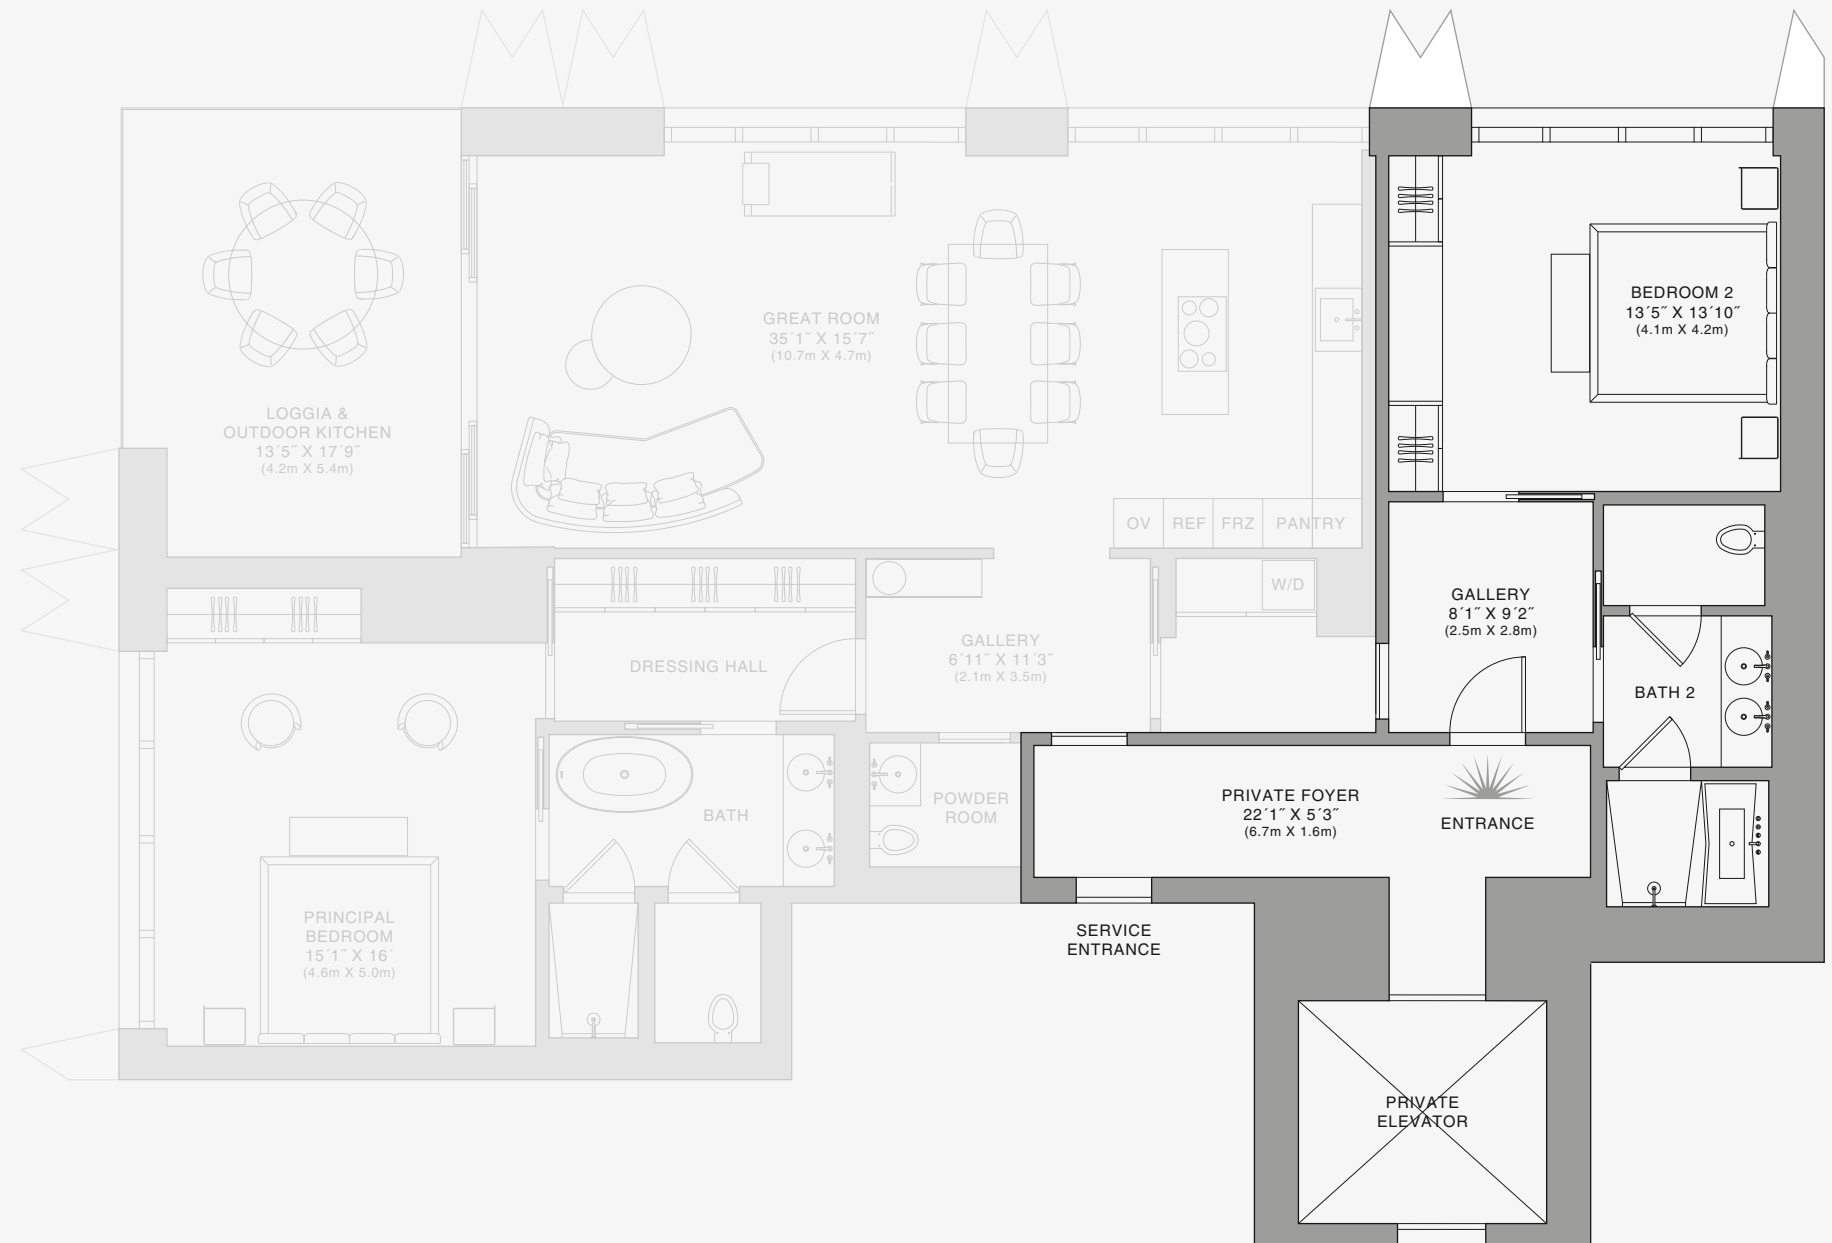 LOGGIA &
OUTDOOR KITCHEN
13´5˝ X 17´9˝
(4.2m X 5.4m)
GREAT ROOM
35´1˝ X 15´7˝
(10.7m X 4.7m)
OV
REF
FRZ
PANTRY
BEDROOM 2
13´5˝ X 13´10˝
(4.1m X 4.2m)
W/D
GALLERY
8´1˝ X 9´2˝
(2.5m X 2.8m)
DRESSING HALL
GALLERY
6´11˝ X 11´3˝
(2.1m X 3.5m)
BATH 2
BATH
POWDER
ROOM
PRIVATE FOYER
22´1˝ X 5´3˝
(6.7m X 1.6m)
ENTRANCE
PRINCIPAL
BEDROOM
15´1˝ X 16´
(4.6m X 5.0m)
SERVICE
ENTRANCE
PRIVATE
ELEVATOR